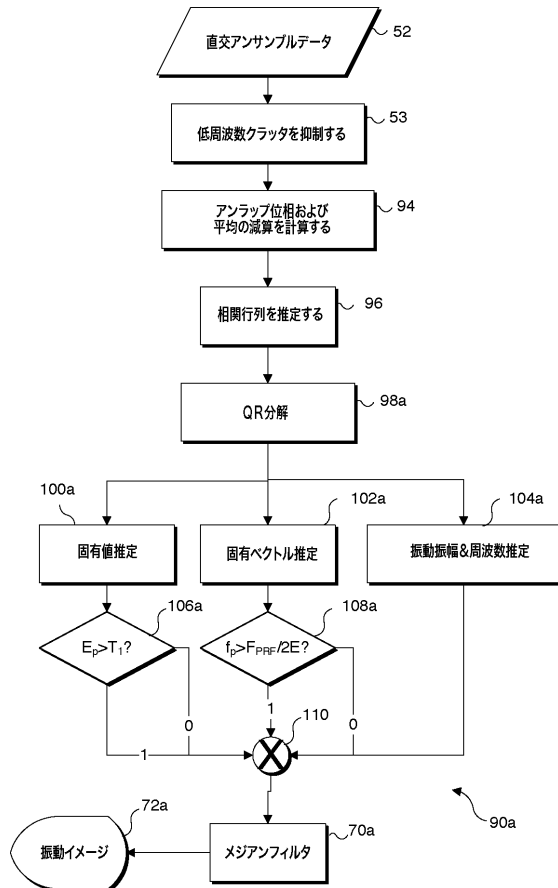 直交アンサンブルデータ
52
低周波数クラッタを抑制する
53
アンラップ位相および
平均の減算を計算する
94
相関行列を推定する
96
QR分解
98a
100a
102a
104a
固有値推定
固有ベクトル推定
振動振幅&周波数推定
106a
108a
Ep>T1?
fp>FPRF/2E?
0
1
110
0
1
72a
90a
振動イメージ
メジアンフィルタ
70a